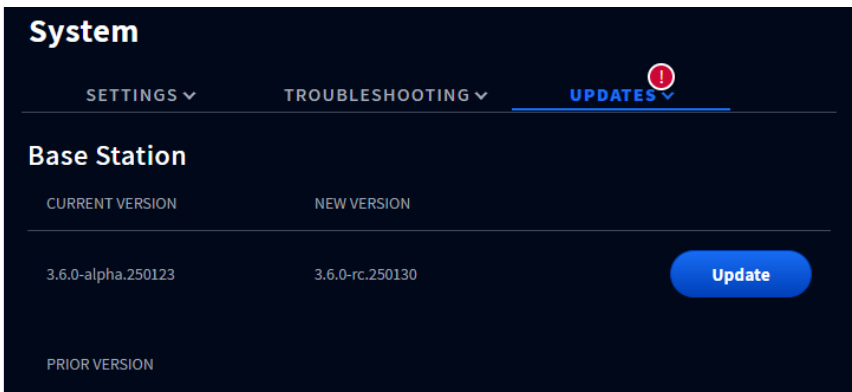 System
SETTINGS TROUBLESHOOTING UPDATES !
Base Station
CURRENT VERSION NEW VERSION
3.6.0-alpha.250123 3.6.0-rc.250130 Update
PRIOR VERSION